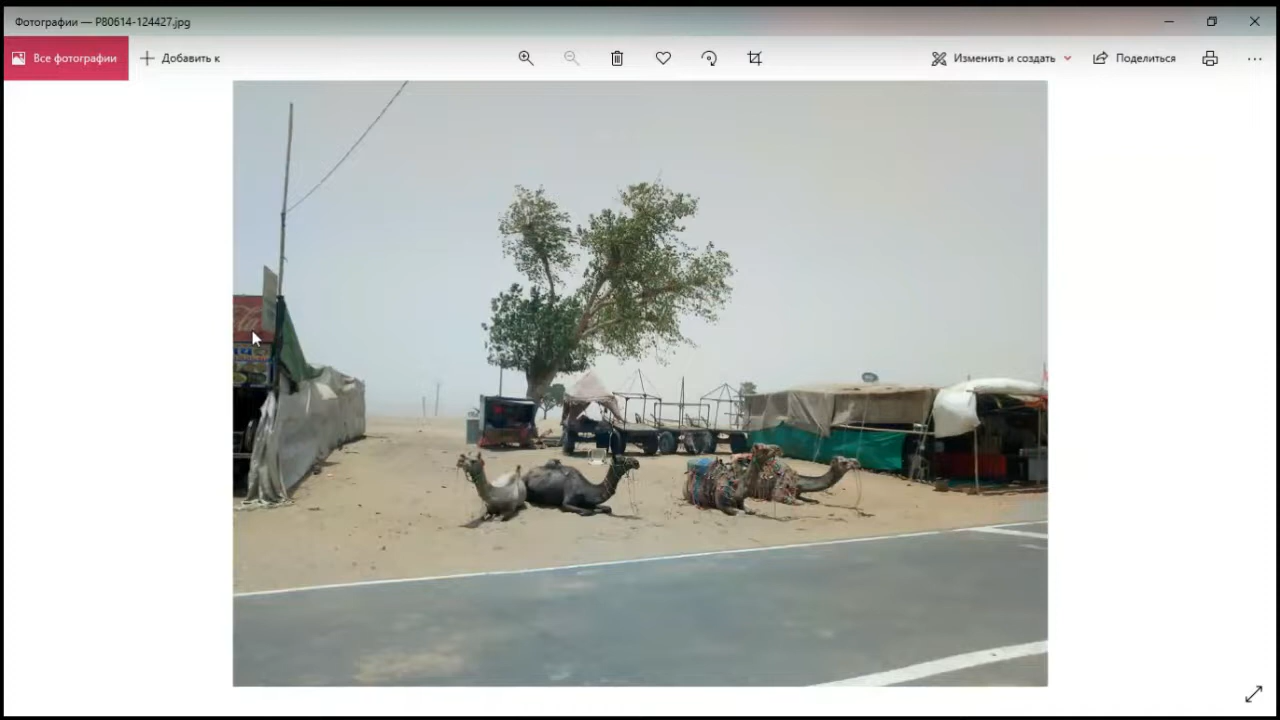 Фотографии — P80614-124427.jpg
Все фотографии
Добавить к
Изменить и создать
Поделиться